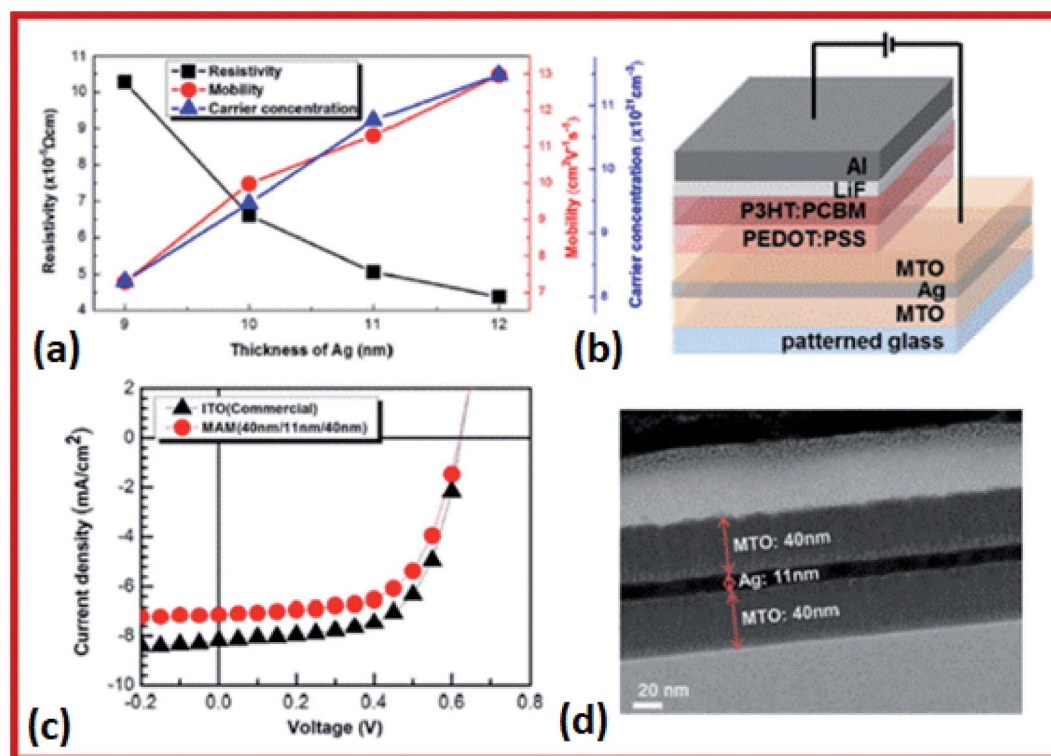 Resistivity
Mobility
Carrier concentration
Resistivity (x10⁻⁵Ωcm)
11
10
9
8
7
6
5
4
9
10
11
12
Thickness of Ag (nm)
Mobility (cm²V⁻¹s⁻¹)
13
12
11
10
9
8
7
Carrier concentration (x10²¹cm⁻³)
11
10
9
8
(a)
Al
LiF
P3HT:PCBM
PEDOT:PSS
MTO
Ag
MTO
patterned glass
(b)
ITO(Commercial)
MAM(40nm/11nm/40nm)
Current density (mA/cm²)
2
0
-2
-4
-6
-8
-10
-0.2
0.0
0.2
0.4
0.6
0.8
Voltage (V)
(c)
MTO: 40nm
Ag: 11nm
MTO: 40nm
20 nm
(d)